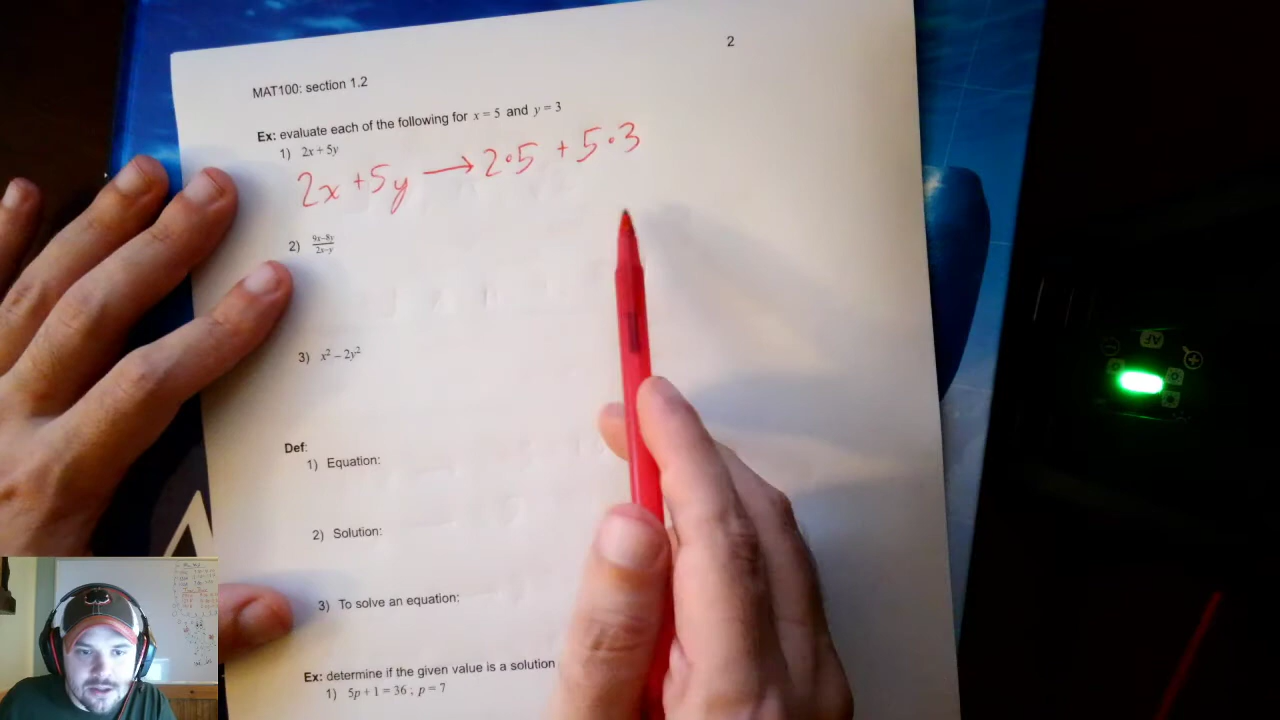 2
MAT100: section 1.2
Ex: evaluate each of the following for x = 5 and y = 3
1) 2x + 5y
2x + 5y → 2·5 + 5·3
2) 9x−8y / 2x−y
3) x² − 2y²
Def:
1) Equation:
2) Solution:
3) To solve an equation:
Ex: determine if the given value is a solution
1) 5p + 1 = 36 ; p = 7
AF